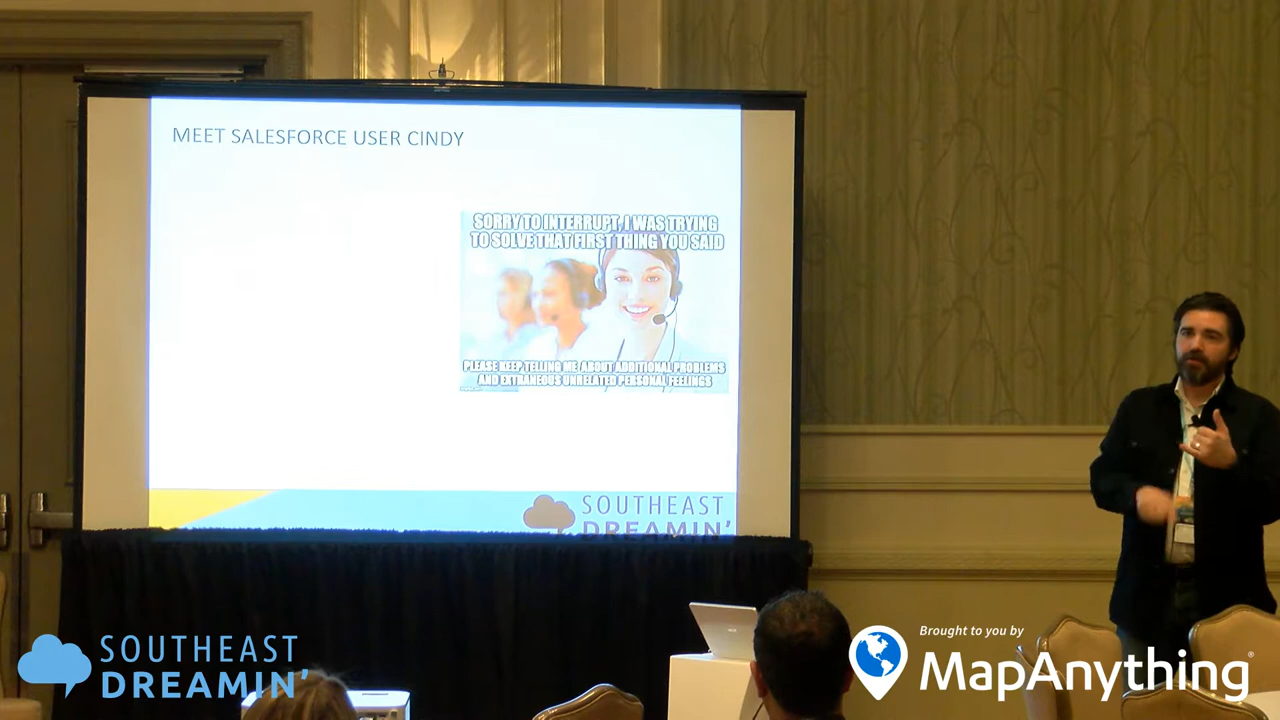 MEET SALESFORCE USER CINDY
SORRY TO INTERRUPT, I WAS TRYING
TO SOLVE THAT FIRST THING YOU SAID
PLEASE KEEP TELLING ME ABOUT ADDITIONAL PROBLEMS
AND EXTRANEOUS UNRELATED PERSONAL FEELINGS
SOUTHEAST
DREAMIN'
SOUTHEAST
DREAMIN'
Brought to you by
MapAnything®